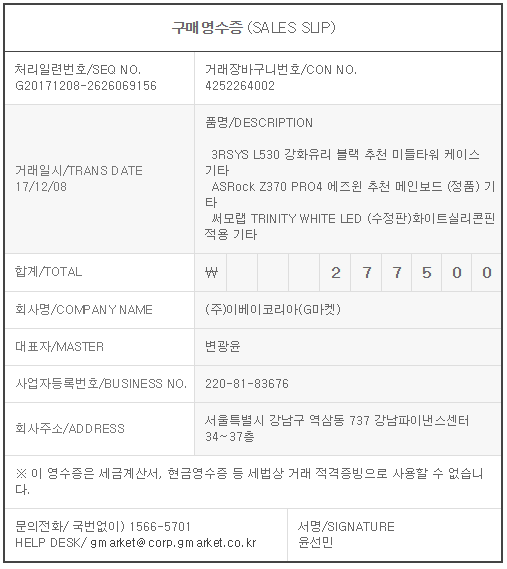 구매영수증 (SALES SLIP)
처리일련번호/SEQ NO.
G20171208-2626069156
거래장바구니번호/CON NO.
4252264002
거래일시/TRANS DATE
17/12/08
품명/DESCRIPTION
3RSYS L530 강화유리 블랙 추천 미들타워 케이스
기타
ASRock Z370 PRO4 에즈윈 추천 메인보드 (정품) 기
타
써모랩 TRINITY WHITE LED (수정판)화이트실리콘핀
적용 기타
합계/TOTAL
₩ 2 7 7 5 0 0
회사명/COMPANY NAME
(주)이베이코리아(G마켓)
대표자/MASTER
변광윤
사업자등록번호/BUSINESS NO.
220-81-83676
회사주소/ADDRESS
서울특별시 강남구 역삼동 737 강남파이낸스센터
34~37층
※ 이 영수증은 세금계산서, 현금영수증 등 세법상 거래 적격증빙으로 사용할 수 없습니
다.
문의전화/ 국번없이) 1566-5701
HELP DESK/ gmarket@corp.gmarket.co.kr
서명/SIGNATURE
윤선민